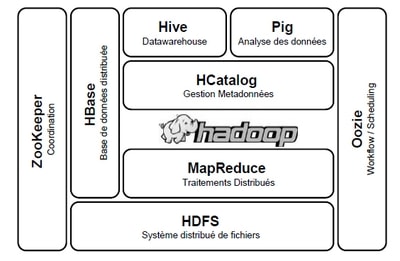 ZooKeeper
Coordination
HBase
Base de données distribuée
Hive
Datawarehouse
Pig
Analyse des données
HCatalog
Gestion Metadonnées
hadoop
MapReduce
Traitements Distribués
HDFS
Système distribué de fichiers
Oozie
Workflow / Scheduling